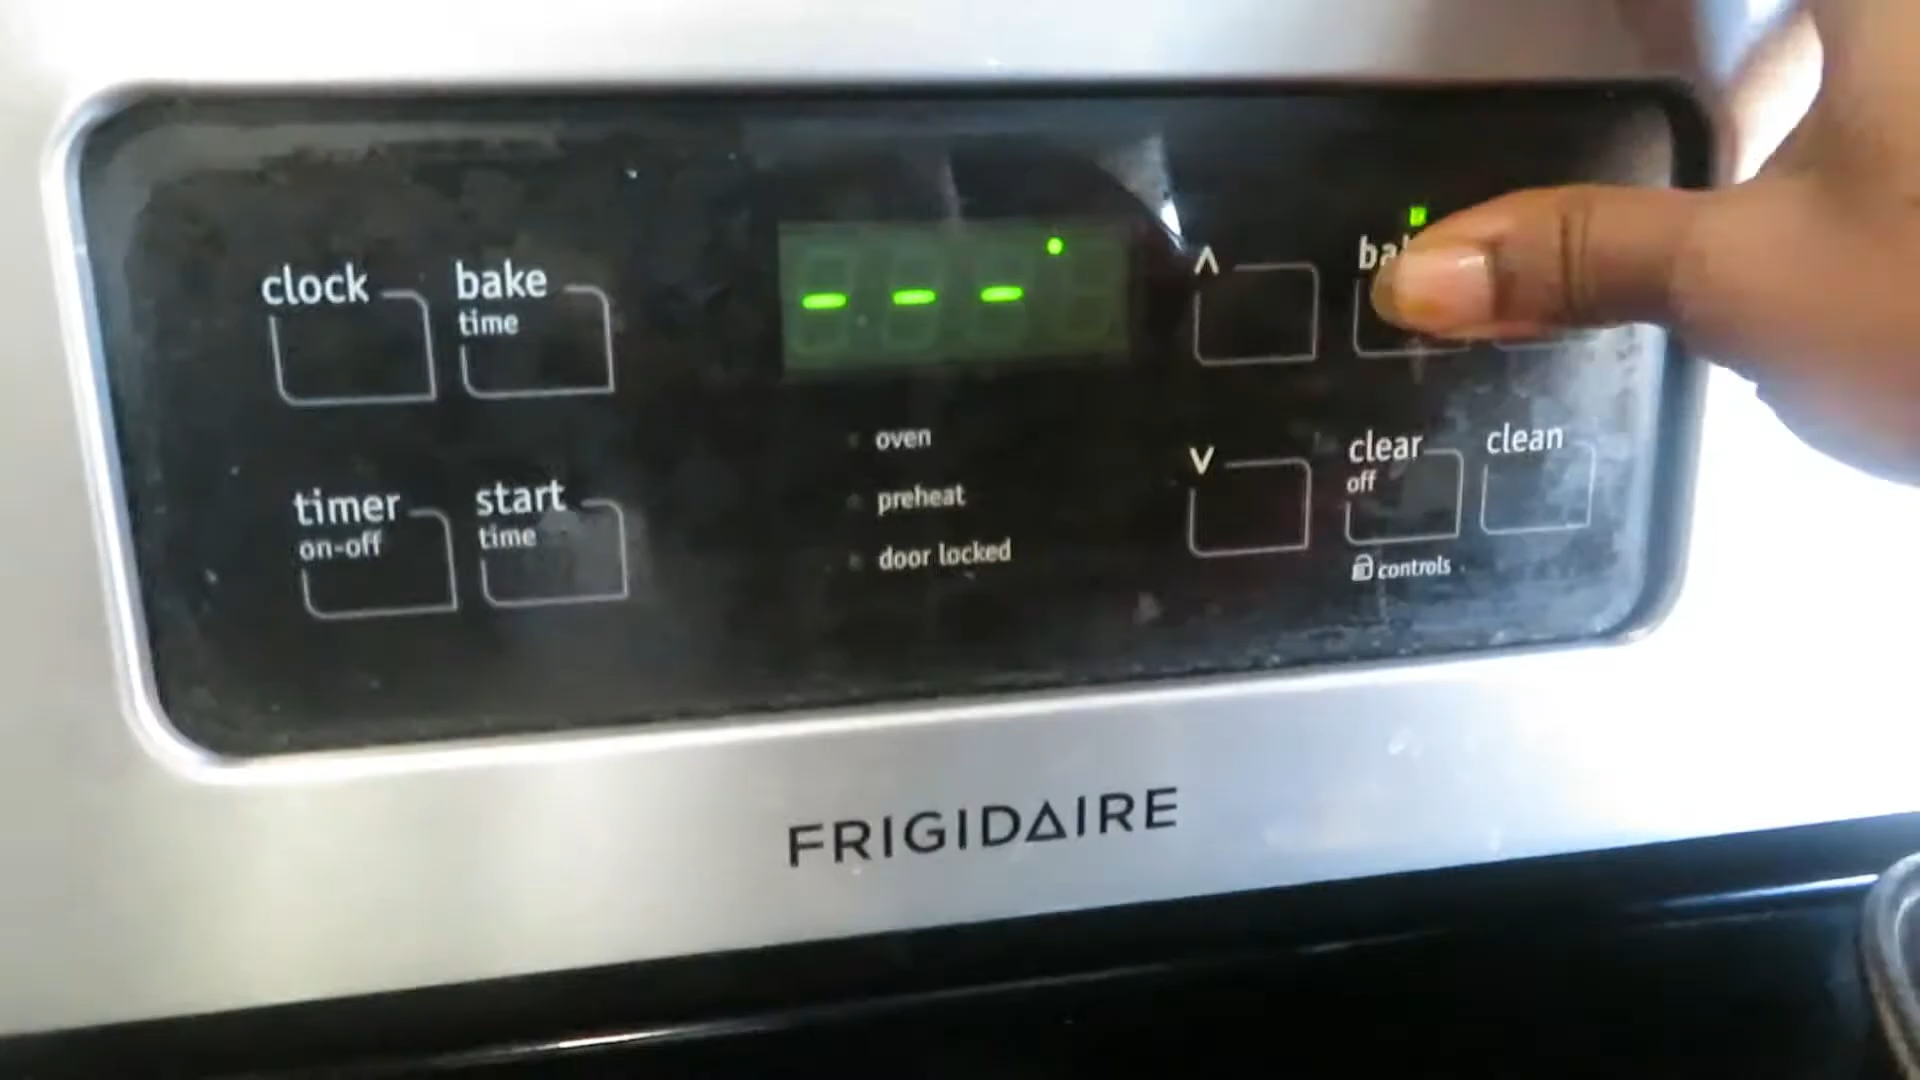 clock
bake
time
- - -
∧
timer
on-off
start
time
oven
preheat
door locked
∨
clear
off
clean
controls
FRIGIDAIRE